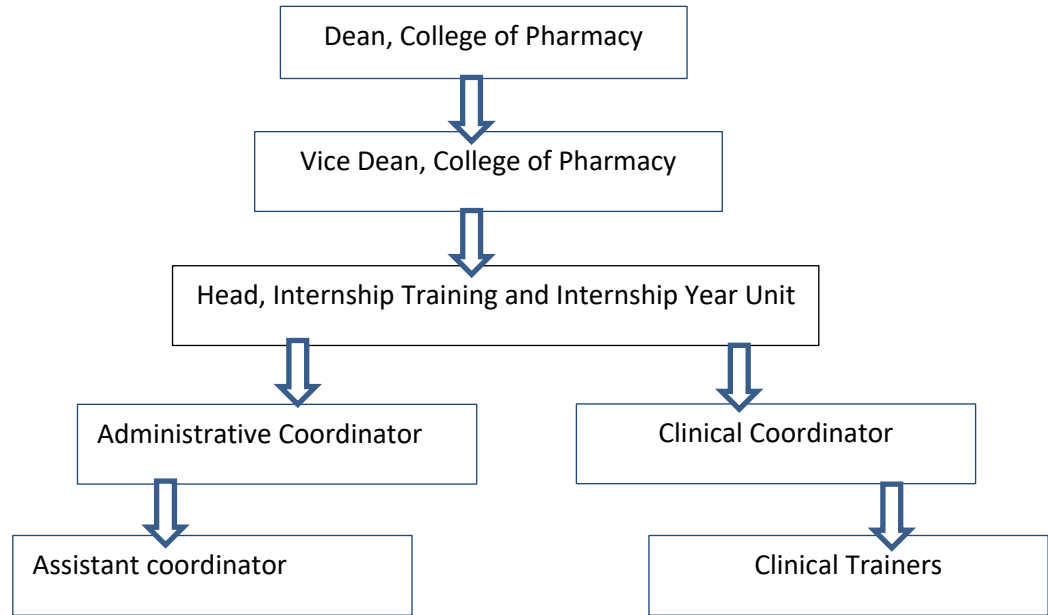 Dean, College of Pharmacy
Vice Dean, College of Pharmacy
Head, Internship Training and Internship Year Unit
Administrative Coordinator
Clinical Coordinator
Assistant coordinator
Clinical Trainers